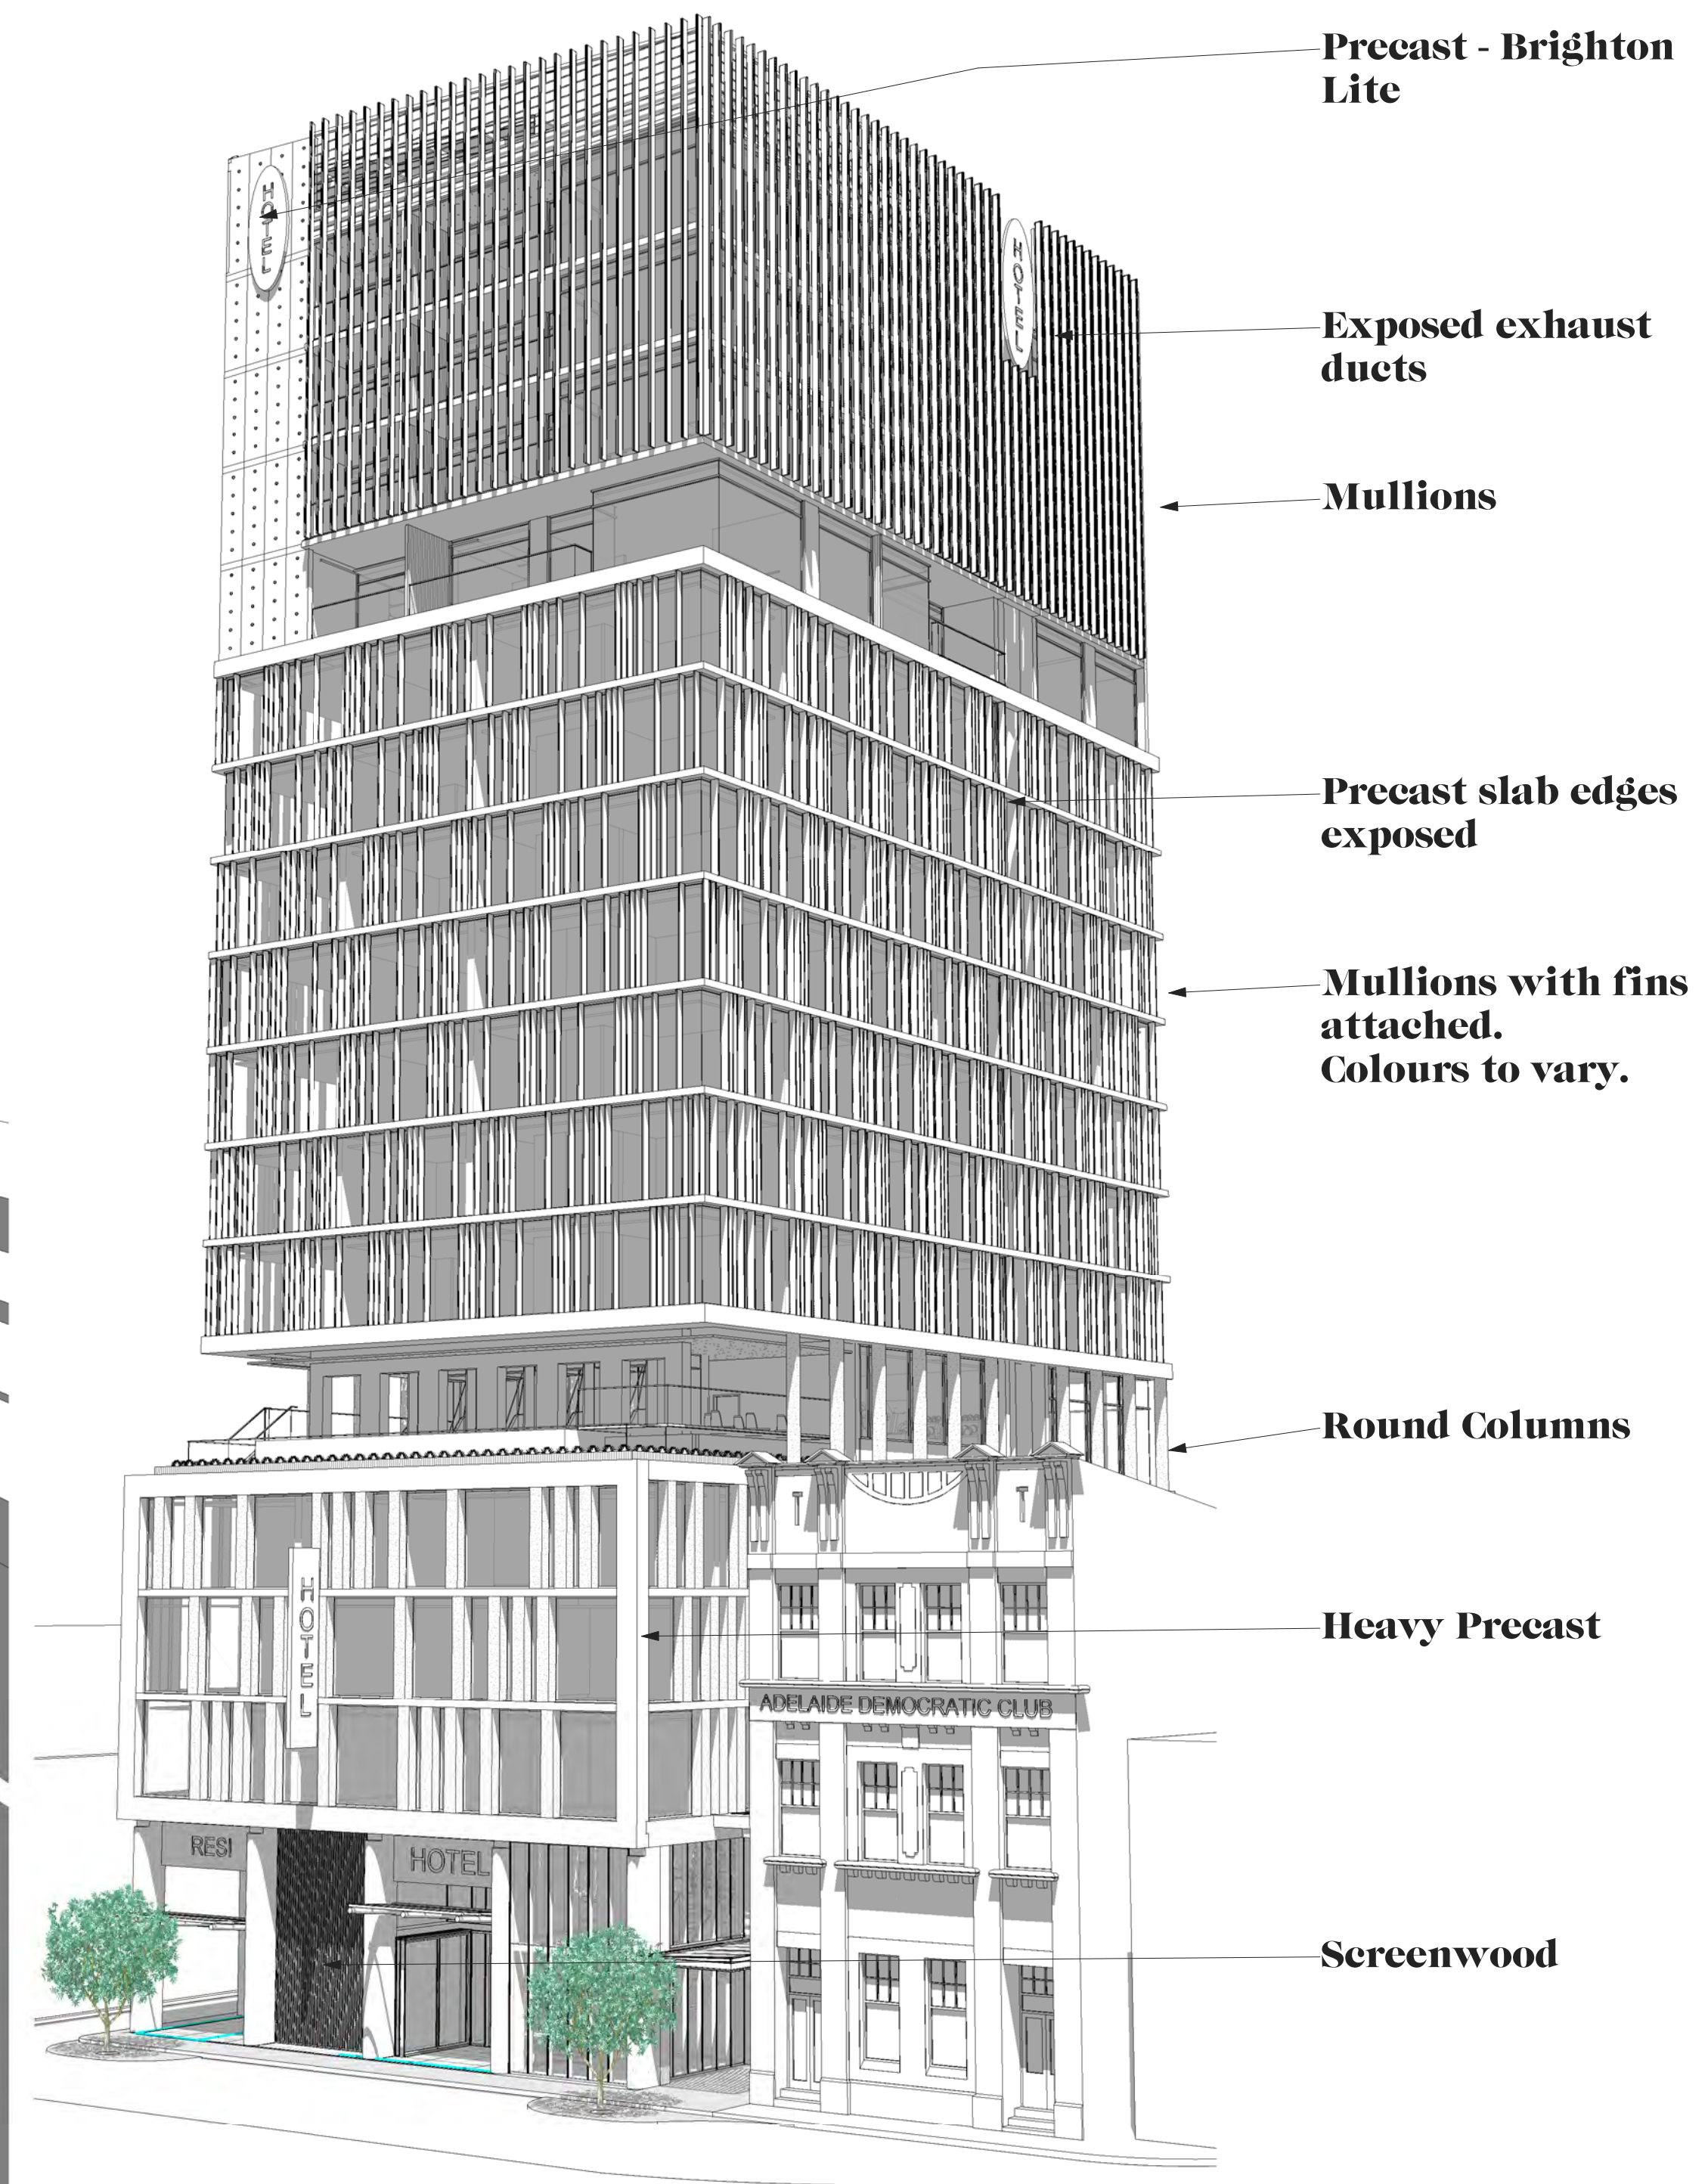 Precast - Brighton
Lite
HOTEL
HOTEL
Exposed exhaust
ducts
Mullions
Precast slab edges
exposed
Mullions with fins
attached.
Colours to vary.
Round Columns
T T
HOTEL
Heavy Precast
ADELAIDE DEMOCRATIC CLUB
RESI
HOTEL
Screenwood